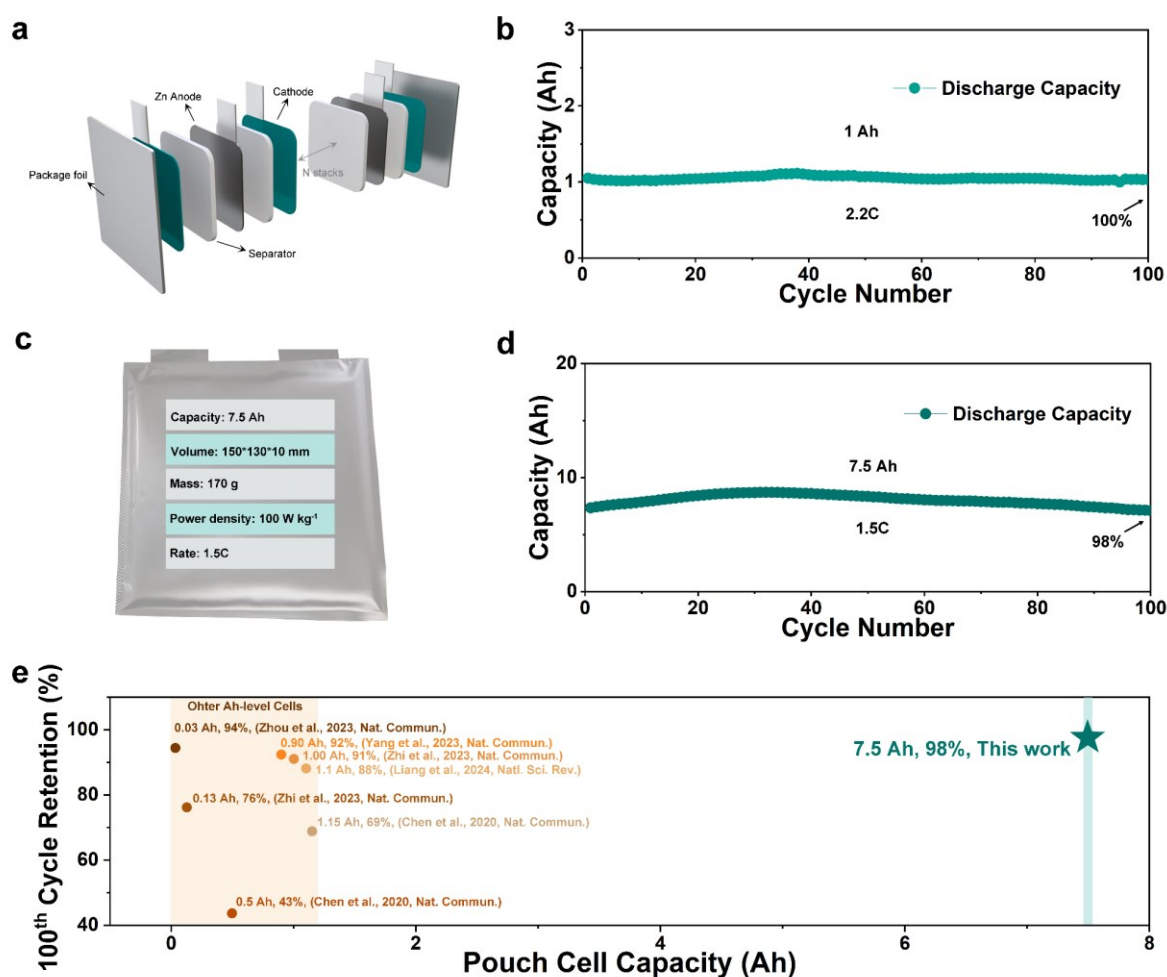 a
Zn Anode
Cathode
N stacks
Package foil
Separator
b
3
2
1
0
Capacity (Ah)
Discharge Capacity
1 Ah
2.2C
100%
0 20 40 60 80 100
Cycle Number
c
Capacity: 7.5 Ah
Volume: 150*130*10 mm
Mass: 170 g
Power density: 100 W kg⁻¹
Rate: 1.5C
d
20
10
0
Capacity (Ah)
Discharge Capacity
7.5 Ah
1.5C
98%
0 20 40 60 80 100
Cycle Number
e
100th Cycle Retention (%)
100
80
60
40
Ohter Ah-level Cells
0.03 Ah, 94%, (Zhou et al., 2023, Nat. Commun.)
0.90 Ah, 92%, (Yang et al., 2023, Nat. Commun.)
1.00 Ah, 91%, (Zhi et al., 2023, Nat. Commun.)
1.1 Ah, 88%, (Liang et al., 2024, Natl. Sci. Rev.)
0.13 Ah, 76%, (Zhi et al., 2023, Nat. Commun.)
1.15 Ah, 69%, (Chen et al., 2020, Nat. Commun.)
0.5 Ah, 43%, (Chen et al., 2020, Nat. Commun.)
7.5 Ah, 98%, This work
0 2 4 6 8
Pouch Cell Capacity (Ah)